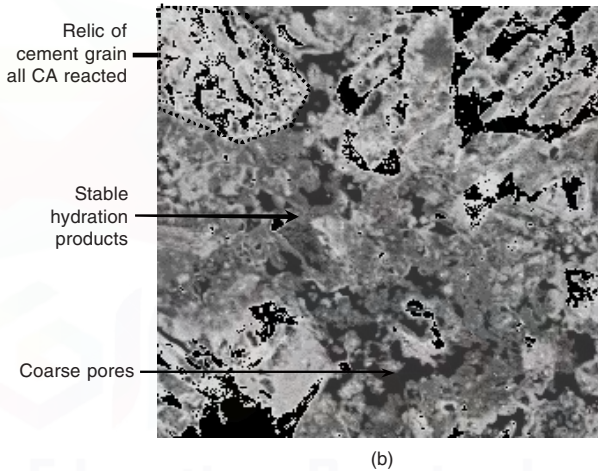 Relic of
cement grain
all CA reacted
Stable
hydration
products
Coarse pores
(b)